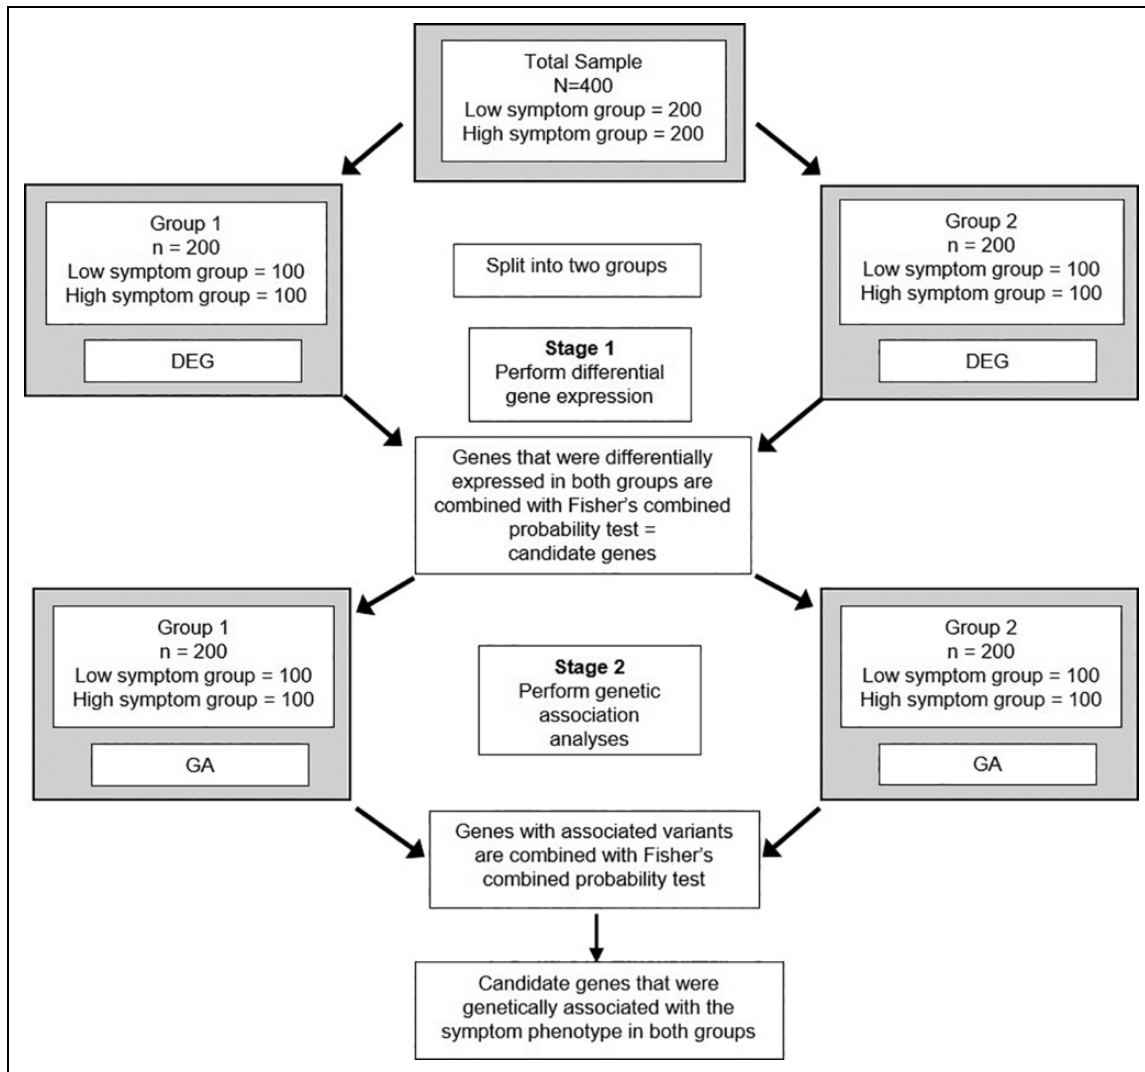 Total Sample
N=400
Low symptom group = 200
High symptom group = 200
Group 1
n = 200
Low symptom group = 100
High symptom group = 100
DEG
Split into two groups
Group 2
n = 200
Low symptom group = 100
High symptom group = 100
DEG
Stage 1
Perform differential
gene expression
Genes that were differentially
expressed in both groups are
combined with Fisher's combined
probability test =
candidate genes
Group 1
n = 200
Low symptom group = 100
High symptom group = 100
GA
Stage 2
Perform genetic
association
analyses
Group 2
n = 200
Low symptom group = 100
High symptom group = 100
GA
Genes with associated variants
are combined with Fisher's
combined probability test
Candidate genes that were
genetically associated with the
symptom phenotype in both groups